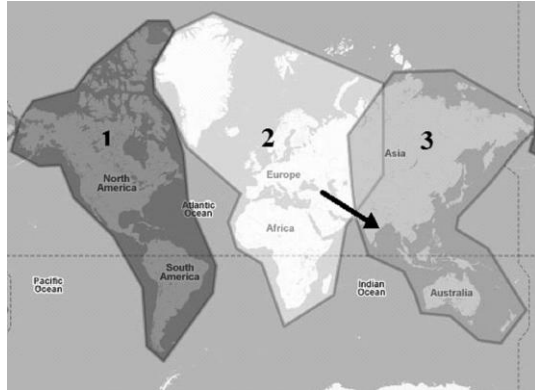 1
2
3
Asia
Europe
North
America
Atlantic
Ocean
Africa
South
America
Pacific
Ocean
Indian
Ocean
Australia